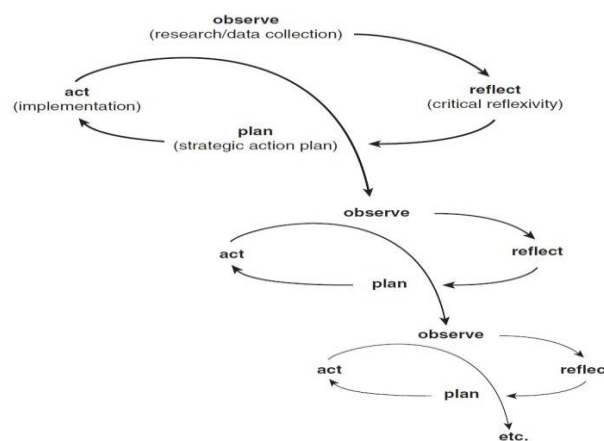 observe
(research/data collection)
act
(implementation)
reflect
(critical reflexivity)
plan
(strategic action plan)
observe
act
reflect
plan
observe
act
reflec
plan
etc.